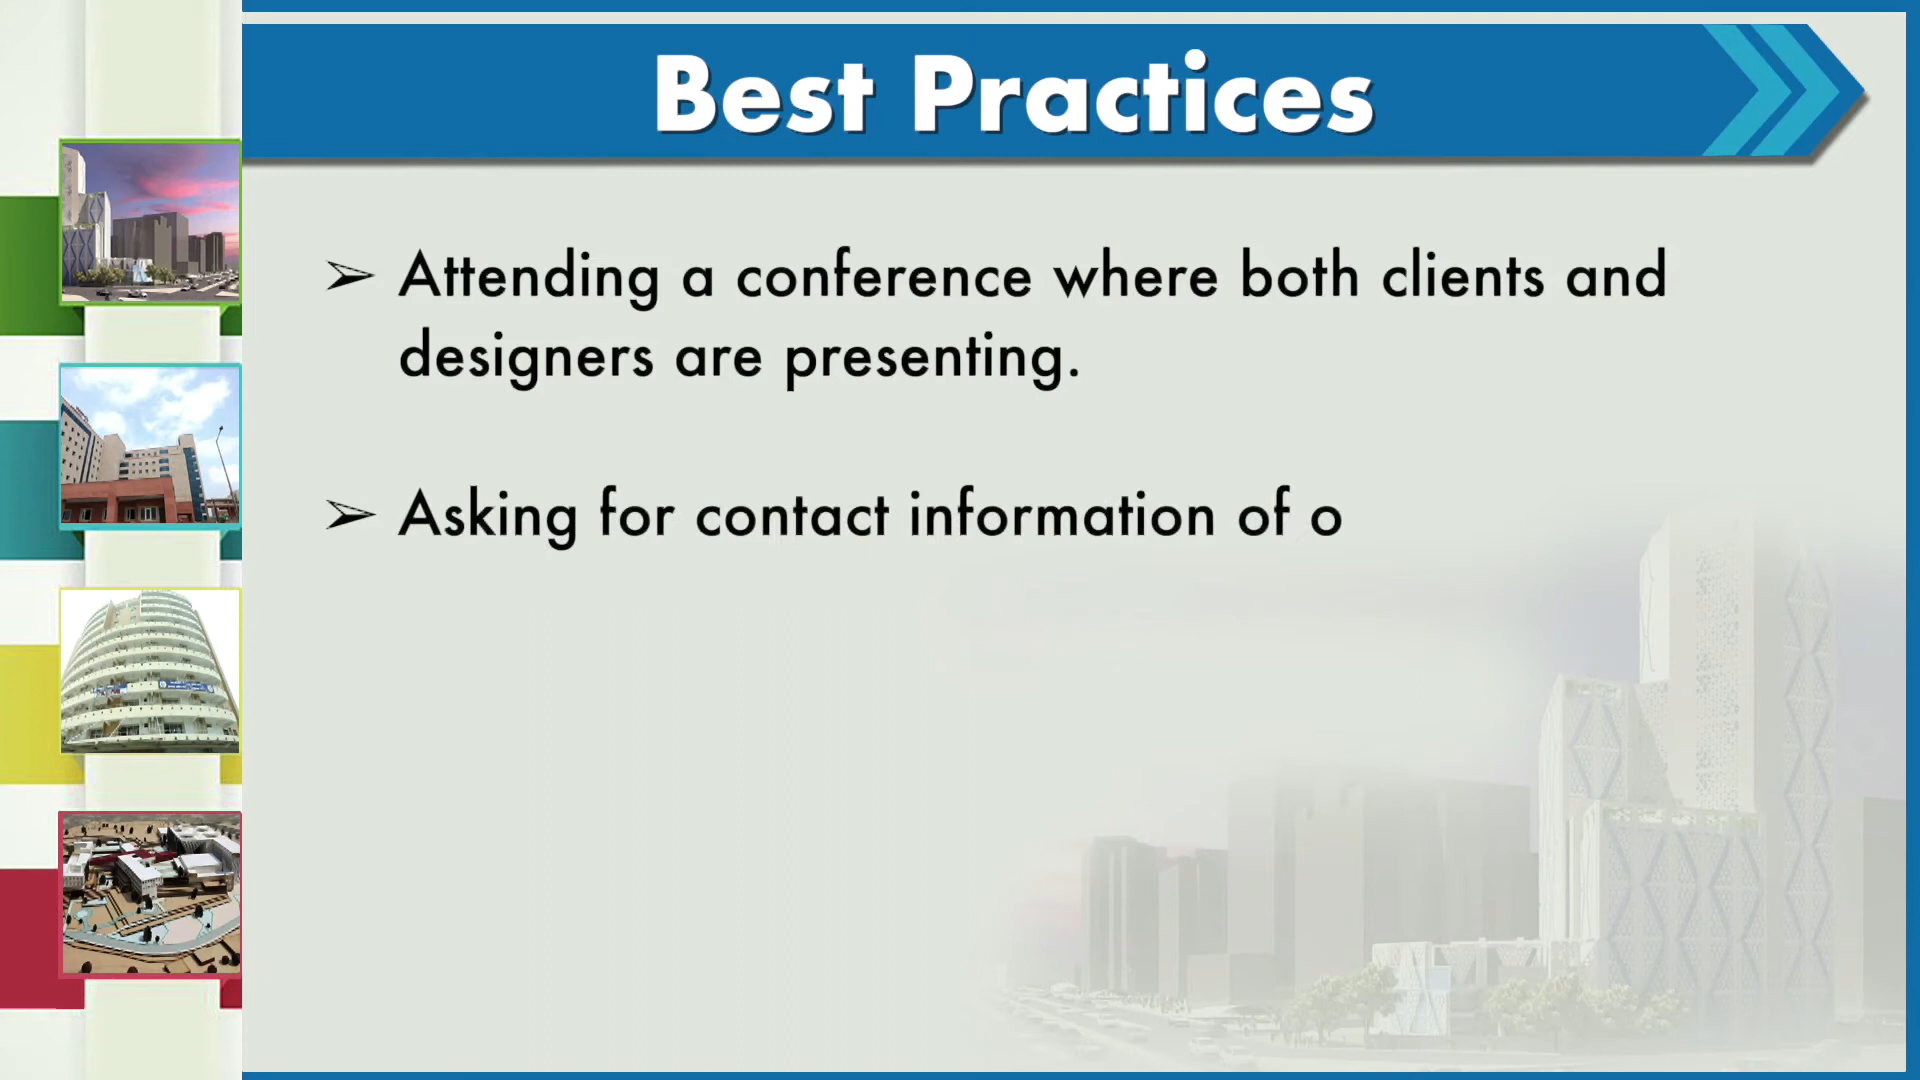 Best Practices
➢ Attending a conference where both clients and
designers are presenting.
➢ Asking for contact information of o